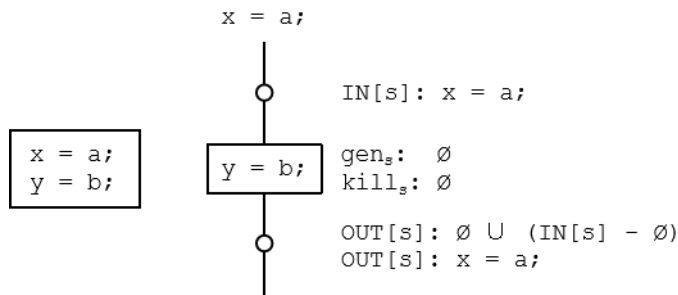 x = a;
IN[s]: x = a;
x = a;
y = b;
y = b;
genₛ: Ø
killₛ: Ø
OUT[s]: Ø ∪ (IN[s] - Ø)
OUT[s]: x = a;